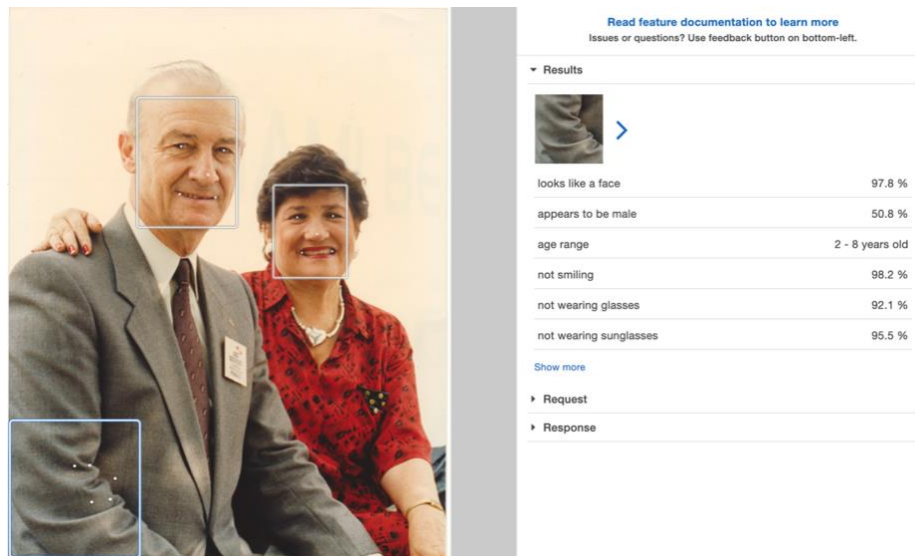 Read feature documentation to learn more
Issues or questions? Use feedback button on bottom-left.
Results
looks like a face 97.8 %
appears to be male 50.8 %
age range 2 - 8 years old
not smiling 98.2 %
not wearing glasses 92.1 %
not wearing sunglasses 95.5 %
Show more
Request
Response